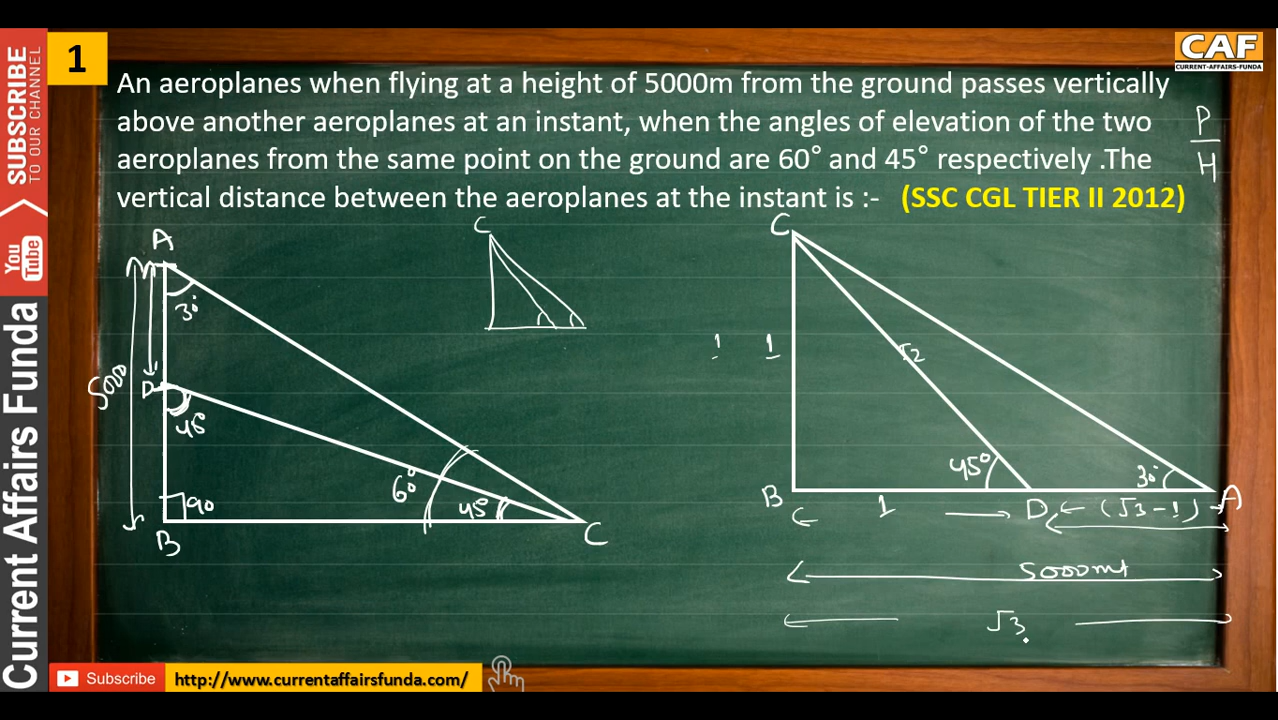 1
CAF
CURRENT-AFFAIRS-FUNDA
SUBSCRIBE
TO OUR CHANNEL
You Tube
Current Affairs Funda
An aeroplanes when flying at a height of 5000m from the ground passes vertically
above another aeroplanes at an instant, when the angles of elevation of the two
aeroplanes from the same point on the ground are 60° and 45° respectively .The
vertical distance between the aeroplanes at the instant is :- (SSC CGL TIER II 2012)
P
H
A
30°
5000
D
45°
90
B
60°
45°
C
C
C
1 1
√2
45°
30°
B
1
D
(√3-1)
A
5000mt
√3
Subscribe
http://www.currentaffairsfunda.com/